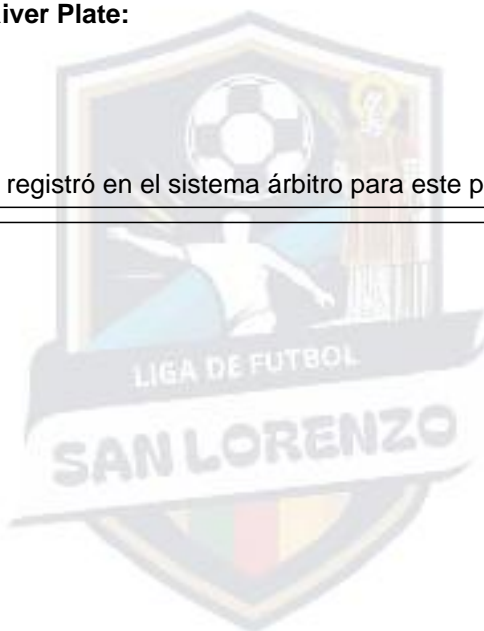 iver Plate:
registró en el sistema árbitro para este p
LIGA DE FUTBOL
SAN LORENZO